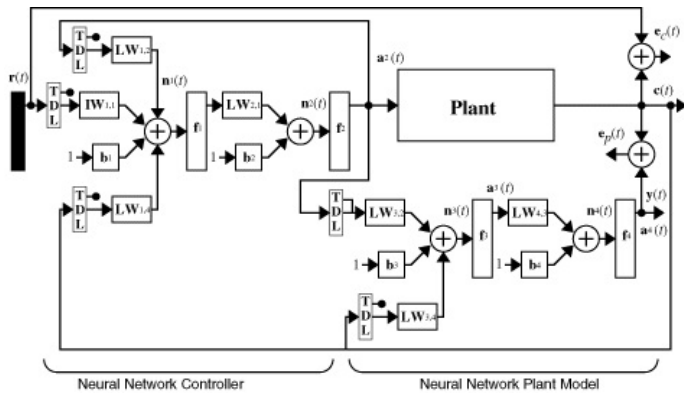 e_c(t)
T D L
LW1,2
a²(t)
r(t)
n¹(t)
c(t)
T D L
IW1,1
f1
LW2,1
n²(t)
f2
Plant
e_p(t)
1
b1
1
b2
T D L
LW1,4
T D L
LW3,2
n³(t)
a³(t)
f3
LW4,3
n⁴(t)
f4
y(t)
a⁴(t)
1
b3
1
b4
T D L
LW3,4
Neural Network Controller
Neural Network Plant Model